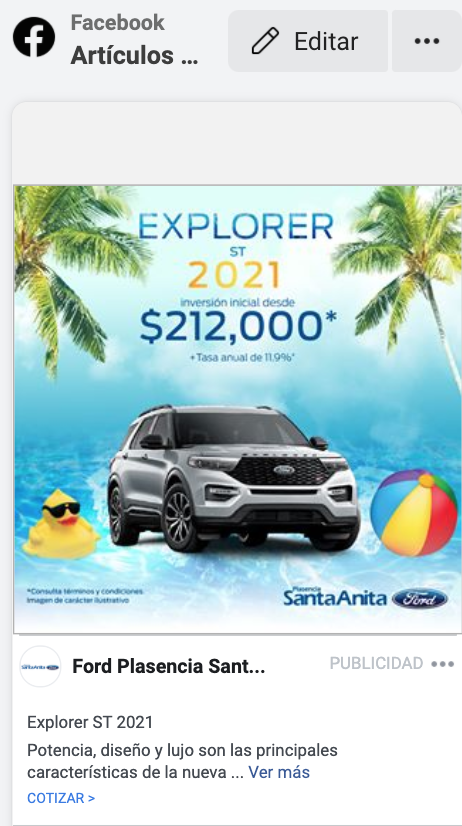 Facebook
Artículos ...
Editar
EXPLORER
ST
2021
inversión inicial desde
$212,000*
+Tasa anual de 11.9%*
*Consulta términos y condiciones
Imagen de carácter ilustrativo
Plasencia
SantaAnita Ford
SantaAnita
Ford Plasencia Sant...
PUBLICIDAD
Explorer ST 2021
Potencia, diseño y lujo son las principales
características de la nueva ... Ver más
COTIZAR >